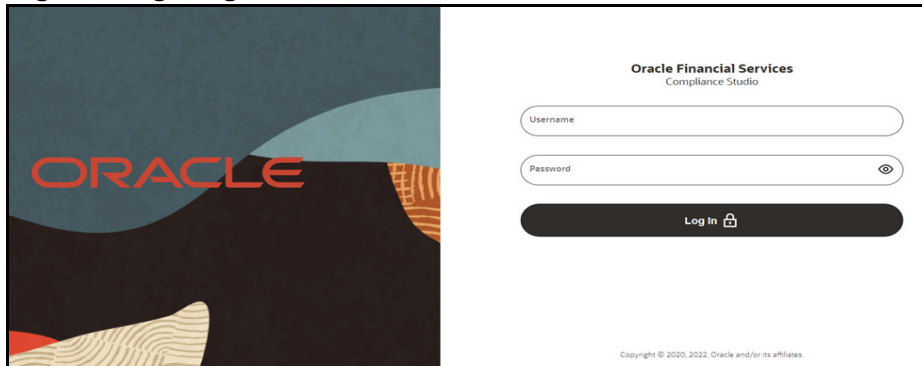 ORACLE
Oracle Financial Services
Compliance Studio
Username
Password
Log In
Copyright © 2020, 2022, Oracle and/or its affiliates.